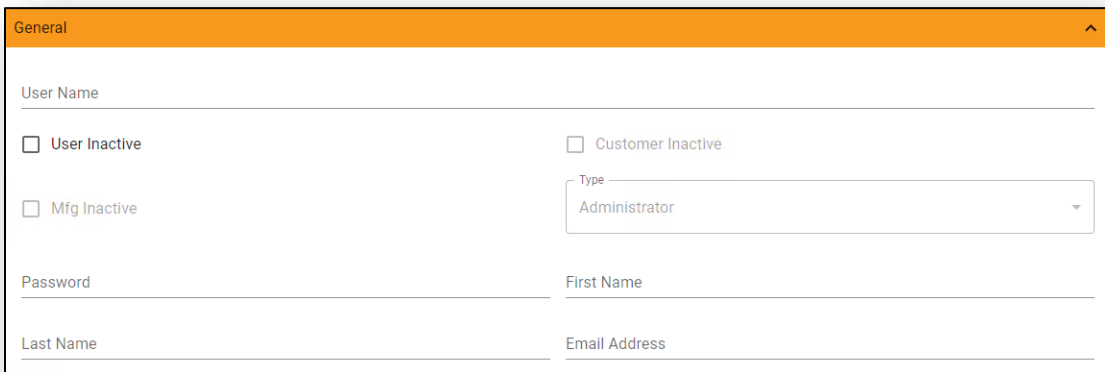 General
User Name
User Inactive
Customer Inactive
Type
Mfg Inactive
Administrator
Password
First Name
Last Name
Email Address